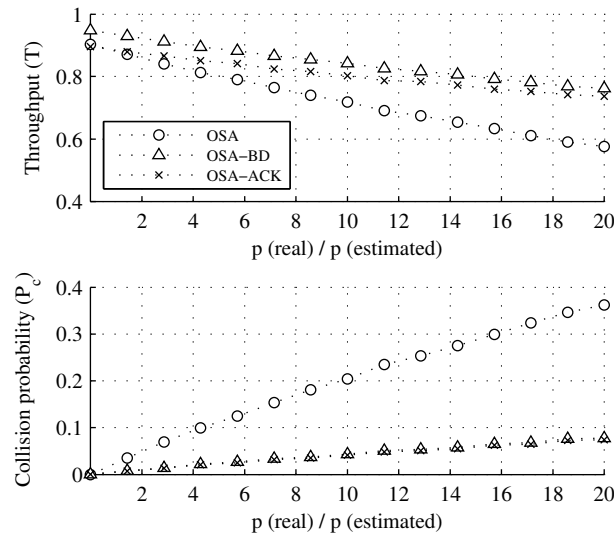 1
0.8
0.6
0.4
Throughput (T)
OSA
OSA−BD
OSA−ACK
2 4 6 8 10 12 14 16 18 20
p (real) / p (estimated)
0.4
0.3
0.2
0.1
0
Collision probability (P_c)
2 4 6 8 10 12 14 16 18 20
p (real) / p (estimated)